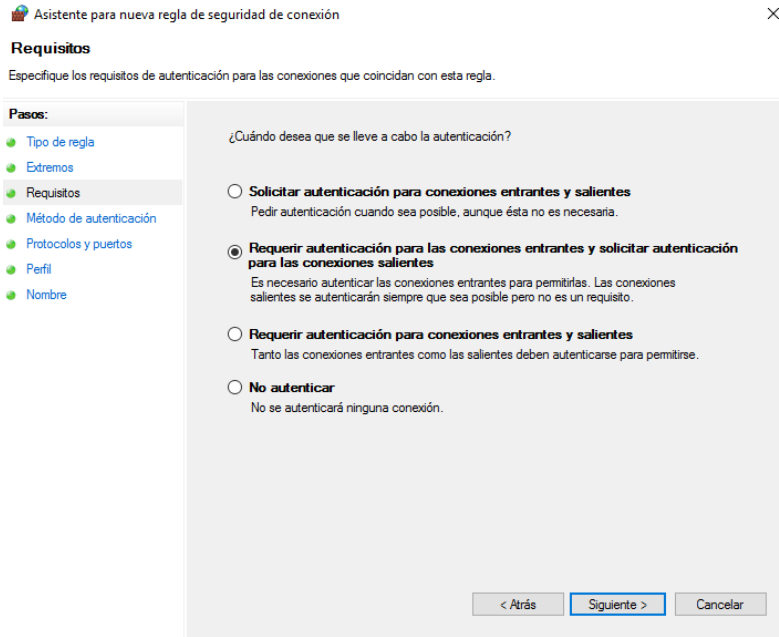 Asistente para nueva regla de seguridad de conexión
Requisitos
Especifique los requisitos de autenticación para las conexiones que coincidan con esta regla.
Pasos:
Tipo de regla
Extremos
Requisitos
Método de autenticación
Protocolos y puertos
Perfil
Nombre
¿Cuándo desea que se lleve a cabo la autenticación?
Solicitar autenticación para conexiones entrantes y salientes
Pedir autenticación cuando sea posible, aunque ésta no es necesaria.
Requerir autenticación para las conexiones entrantes y solicitar autenticación
para las conexiones salientes
Es necesario autenticar las conexiones entrantes para permitirlas. Las conexiones
salientes se autenticarán siempre que sea posible pero no es un requisito.
Requerir autenticación para conexiones entrantes y salientes
Tanto las conexiones entrantes como las salientes deben autenticarse para permitirse.
No autenticar
No se autenticará ninguna conexión.
< Atrás
Siguiente >
Cancelar